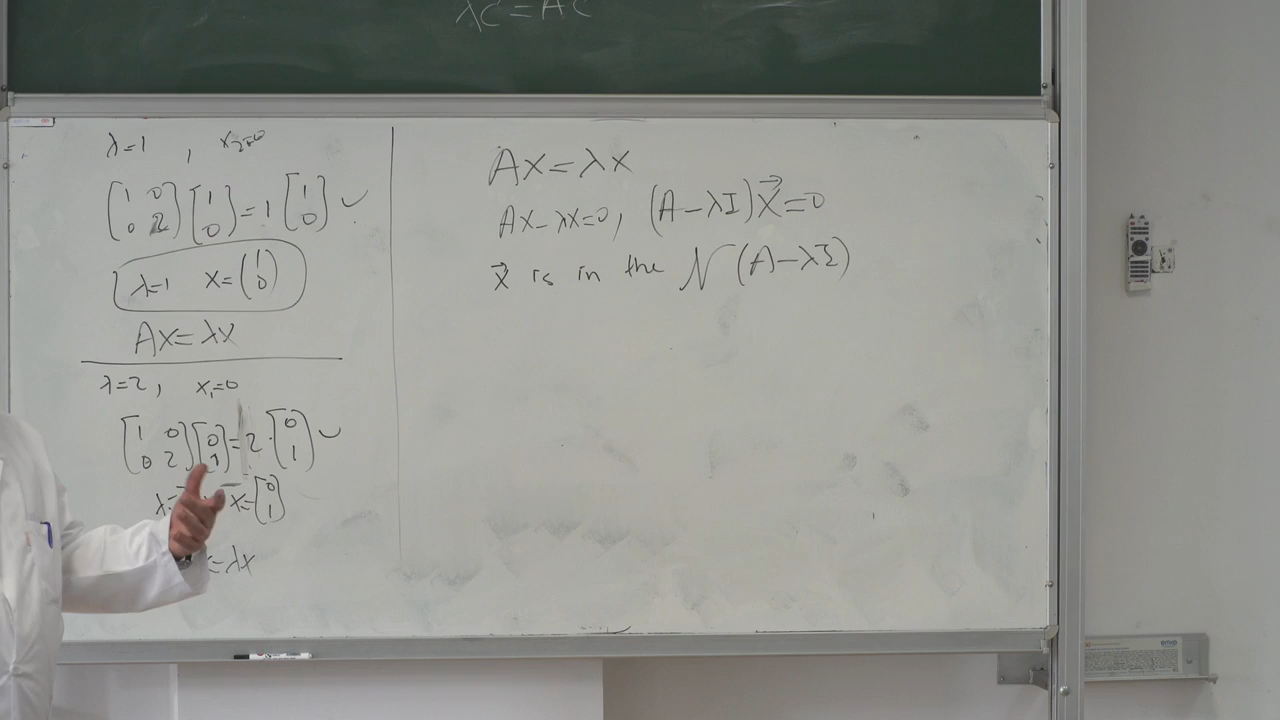 λC = AC
λ=1 , x₂=0
[1 0; 0 2] [1; 0] = 1 [1; 0]
λ=1 x=(1; 0)
Ax=λx
λ=2, x₁=0
[1 0; 0 2] [0; 1] = 2·[0; 1]
x=[0; 1]
=λx
Ax=λx
Ax-λx=0, (A-λI)x⃗=0
x⃗ is in the N(A-λI)